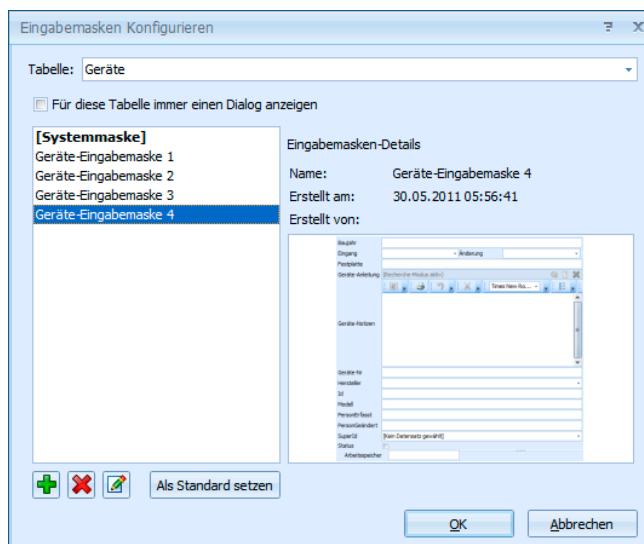 Eingabemasken Konfigurieren
Tabelle: Geräte
Für diese Tabelle immer einen Dialog anzeigen
[Systemmaske]
Geräte-Eingabemaske 1
Geräte-Eingabemaske 2
Geräte-Eingabemaske 3
Geräte-Eingabemaske 4
Eingabemasken-Details
Name: Geräte-Eingabemaske 4
Erstellt am: 30.05.2011 05:56:41
Erstellt von:
Baujahr
Eingang Änderung
Festplatte
Geräte-Anleitung (Recherche-Modus aktiv)
Times New Ro...
Geräte-Notizen
Geräte-Nr
Hersteller
Id
Modell
PersonErfasst
PersonGeändert
SuperId [Kein Datensatz gewählt]
Status
Arbeitsspeicher
Als Standard setzen
OK Abbrechen